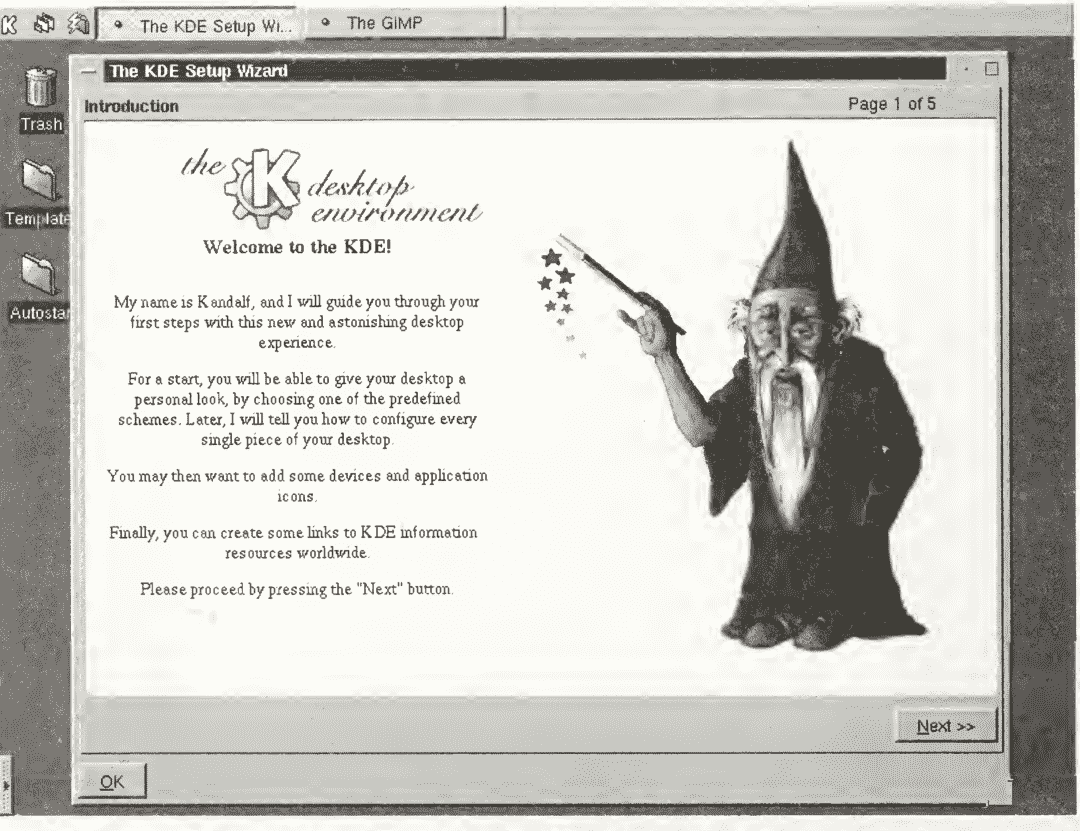 The KDE Setup Wi...
The GIMP
The KDE Setup Wizard
Introduction
Page 1 of 5
Trash
Template
Autostar
the K desktop
environment
Welcome to the KDE!
My name is Kandalf, and I will guide you through your
first steps with this new and astonishing desktop
experience.
For a start, you will be able to give your desktop a
personal look, by choosing one of the predefined
schemes. Later, I will tell you how to configure every
single piece of your desktop.
You may then want to add some devices and application
icons.
Finally, you can create some links to KDE information
resources worldwide.
Please proceed by pressing the "Next" button.
Next >>
OK